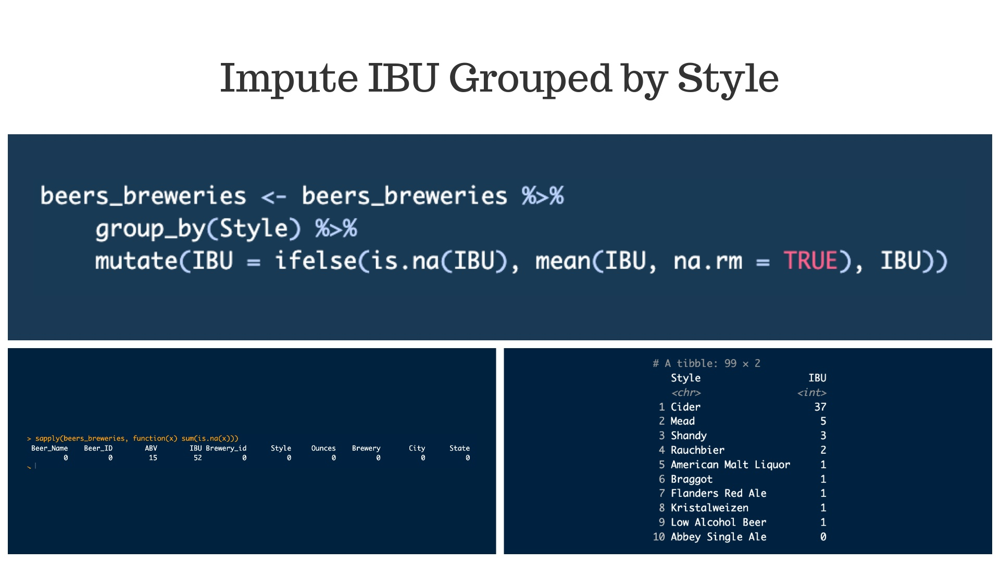 Impute IBU Grouped by Style
beers_breweries <- beers_breweries %>%
group_by(Style) %>%
mutate(IBU = ifelse(is.na(IBU), mean(IBU, na.rm = TRUE), IBU))
> sapply(beers_breweries, function(x) sum(is.na(x)))
Beer_Name Beer_ID ABV IBU Brewery_id Style Ounces Brewery City State
0 0 15 52 0 0 0 0 0 0
>
# A tibble: 99 × 2
Style IBU
<chr> <int>
1 Cider 37
2 Mead 5
3 Shandy 3
4 Rauchbier 2
5 American Malt Liquor 1
6 Braggot 1
7 Flanders Red Ale 1
8 Kristalweizen 1
9 Low Alcohol Beer 1
10 Abbey Single Ale 0